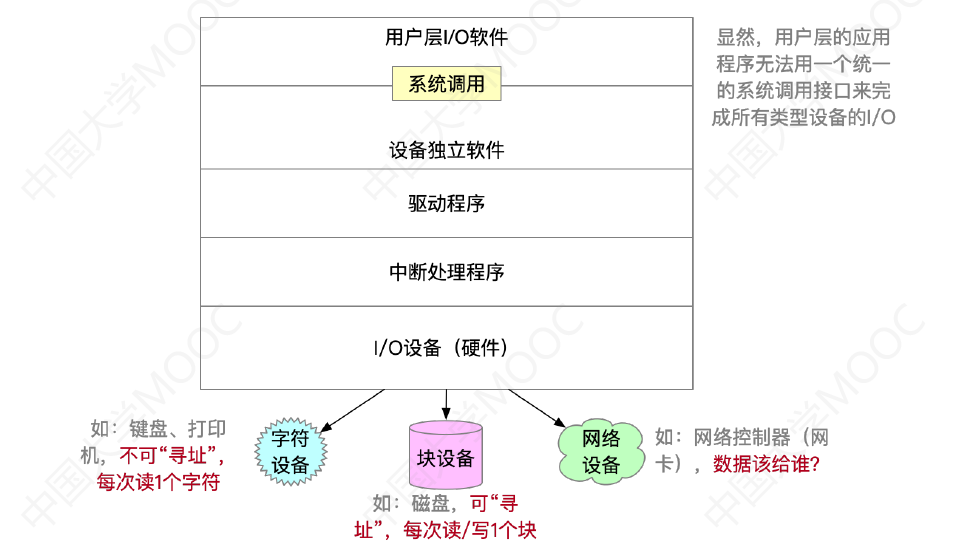 用户层I/O软件
系统调用
显然，用户层的应用
程序无法用一个统一
的系统调用接口来完
成所有类型设备的I/O
设备独立软件
驱动程序
中断处理程序
I/O设备（硬件）
如：键盘、打印
机，不可“寻址”，
每次读1个字符
字符
设备
块设备
如：磁盘，可“寻
址”，每次读/写1个块
网络
设备
如：网络控制器（网
卡），数据该给谁？
中国大学MOOC
中国大学MOOC
中国大学MOOC
中国大学MOOC
中国大学MOOC
中国大学MOOC